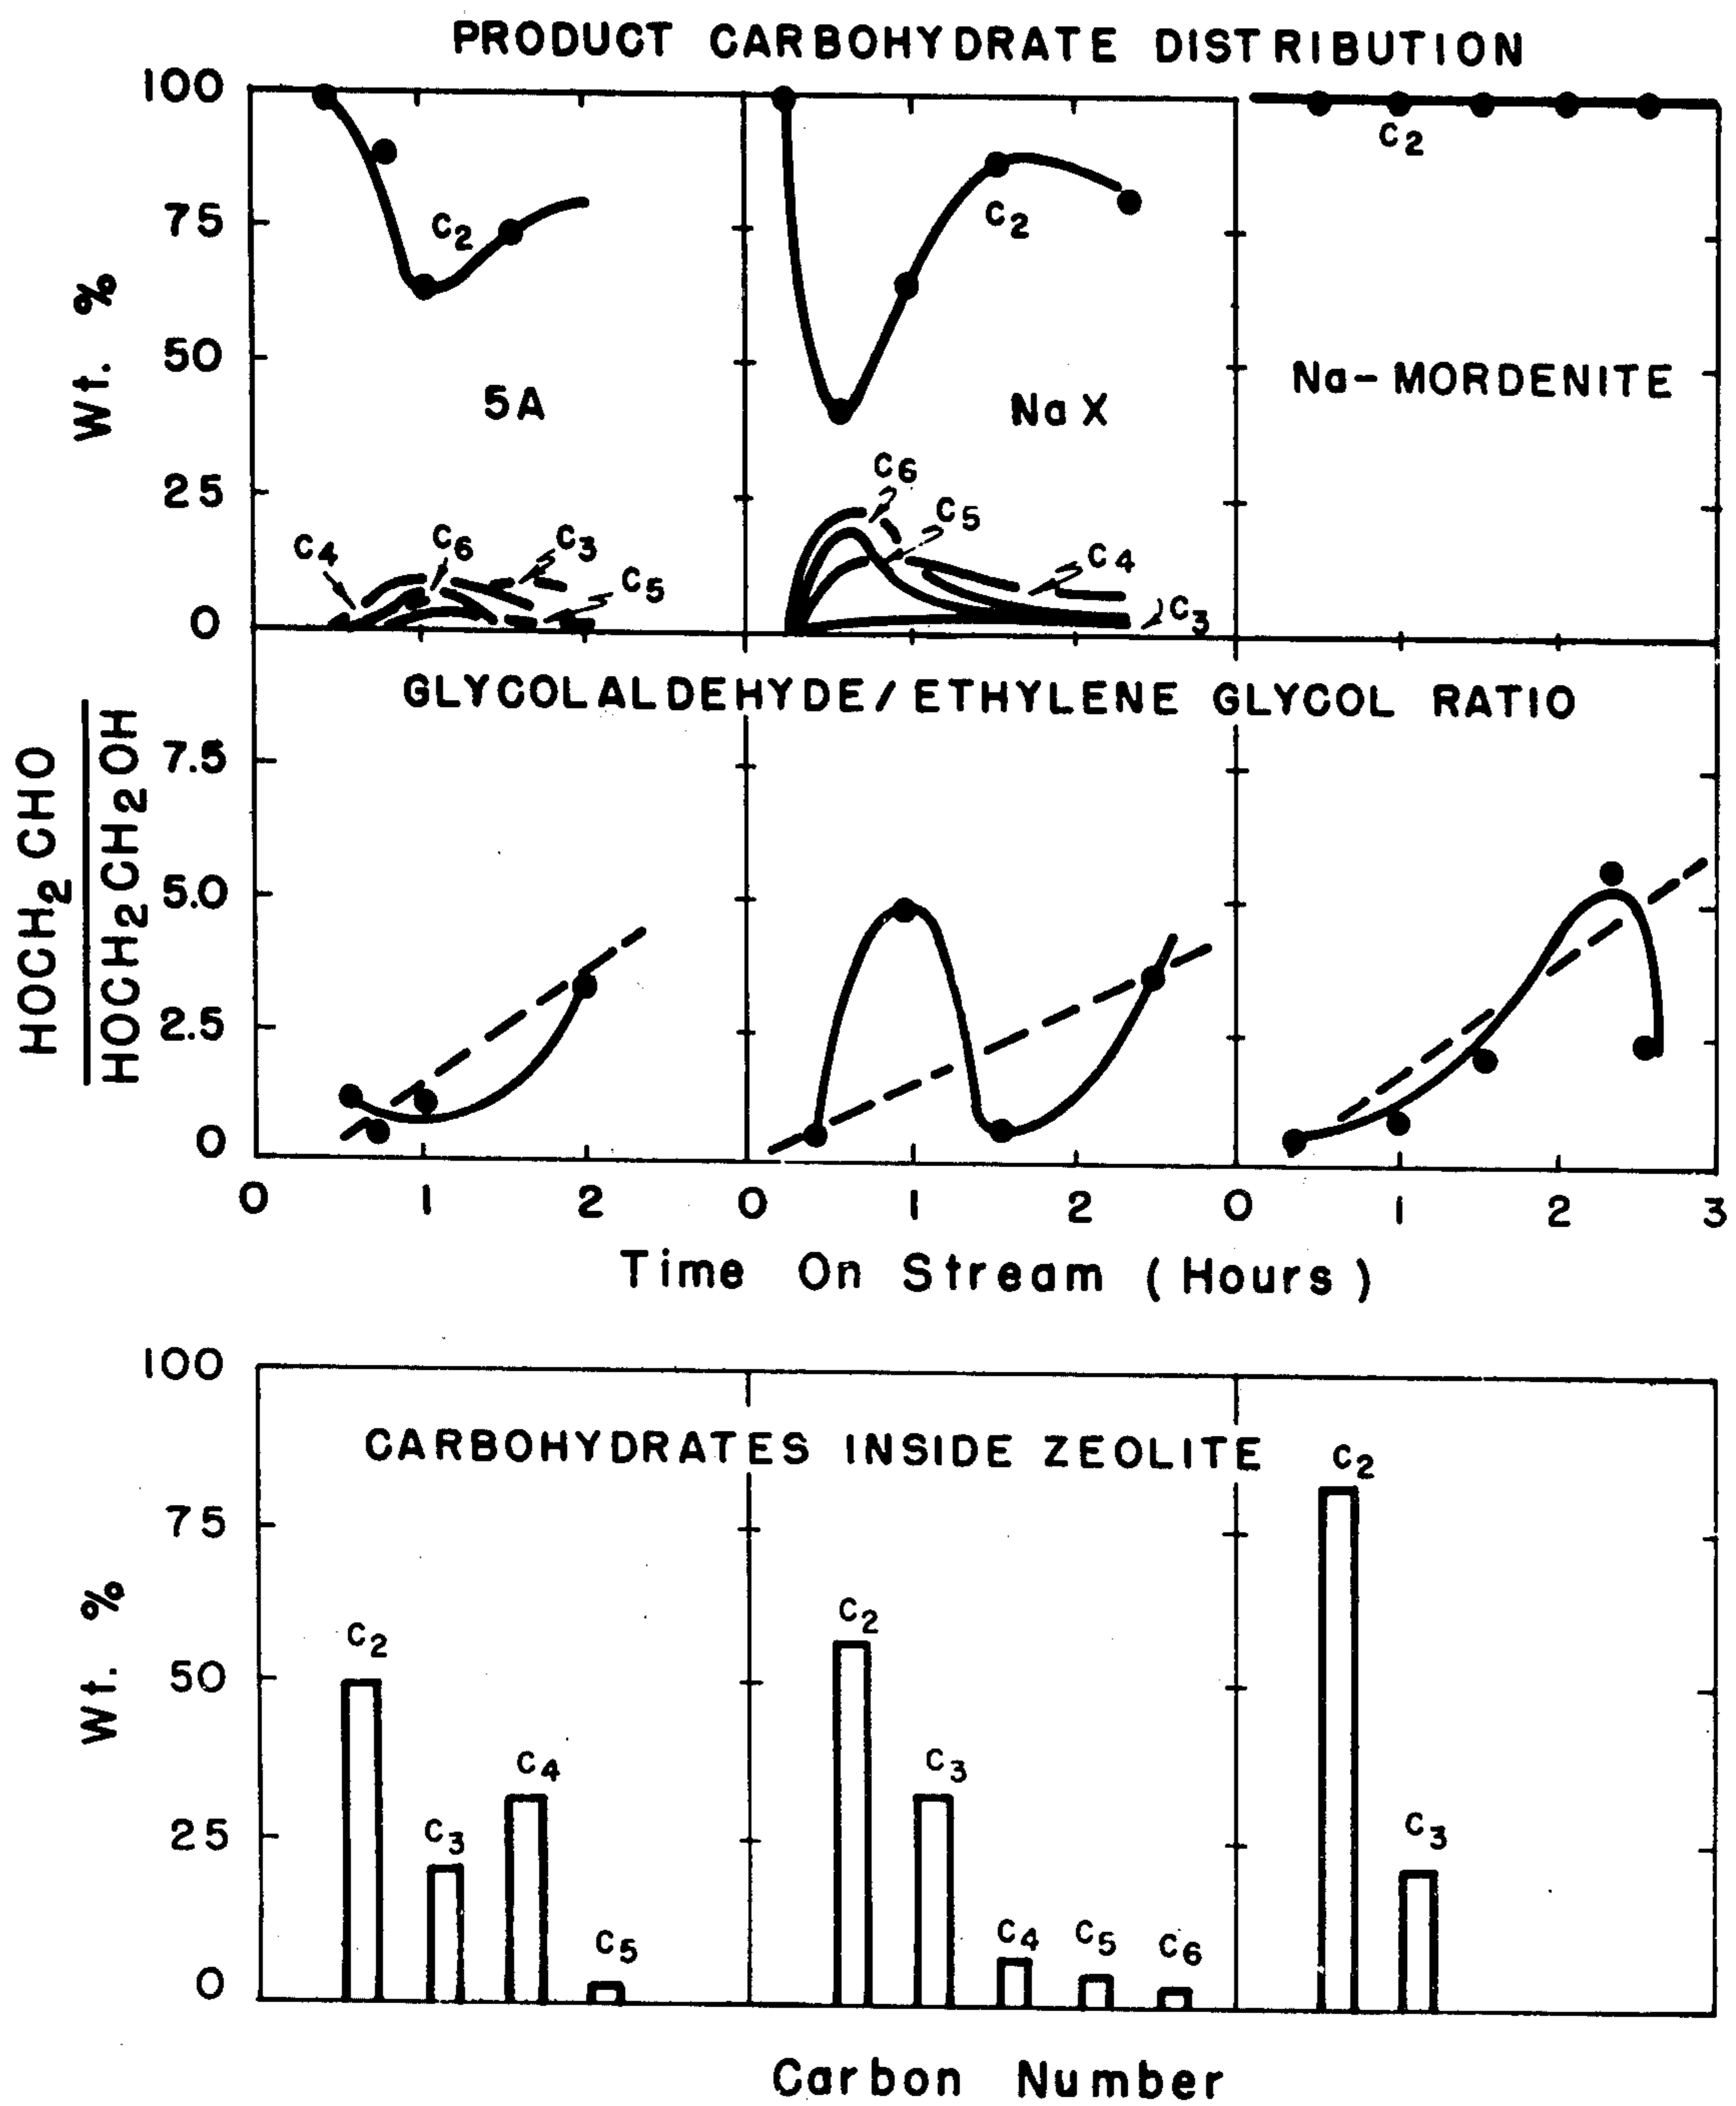 PRODUCT CARBOHYDRATE DISTRIBUTION
100
75
50
25
0
Wt. %
C2
5A
C4
C6
C3
C5
C2
NaX
C6
C5
C4
C3
C2
Na-MORDENITE
GLYCOLALDEHYDE/ETHYLENE GLYCOL RATIO
HOCH2CHO
HOCH2CH2OH
7.5
5.0
2.5
0
0 1 2 0 1 2 0 1 2 3
Time On Stream (Hours)
100
75
50
25
0
Wt. %
CARBOHYDRATES INSIDE ZEOLITE
C2
C3
C4
C5
C2
C3
C4
C5
C6
C2
C3
Carbon Number